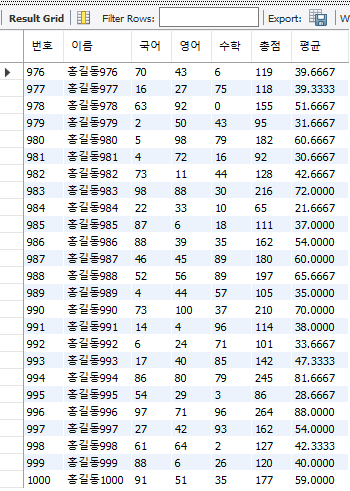 Result Grid Filter Rows: Export: W
번호 이름 국어 영어 수학 총점 평균
976 홍길동976 70 43 6 119 39.6667
977 홍길동977 16 27 75 118 39.3333
978 홍길동978 63 92 0 155 51.6667
979 홍길동979 2 50 43 95 31.6667
980 홍길동980 5 98 79 182 60.6667
981 홍길동981 4 72 16 92 30.6667
982 홍길동982 73 11 44 128 42.6667
983 홍길동983 98 88 30 216 72.0000
984 홍길동984 22 33 10 65 21.6667
985 홍길동985 87 6 18 111 37.0000
986 홍길동986 88 39 35 162 54.0000
987 홍길동987 46 45 89 180 60.0000
988 홍길동988 52 56 89 197 65.6667
989 홍길동989 4 44 57 105 35.0000
990 홍길동990 73 100 37 210 70.0000
991 홍길동991 14 4 96 114 38.0000
992 홍길동992 6 24 71 101 33.6667
993 홍길동993 17 40 85 142 47.3333
994 홍길동994 86 80 79 245 81.6667
995 홍길동995 54 29 3 86 28.6667
996 홍길동996 97 71 96 264 88.0000
997 홍길동997 27 42 93 162 54.0000
998 홍길동998 61 64 2 127 42.3333
999 홍길동999 88 6 26 120 40.0000
1000 홍길동1000 91 51 35 177 59.0000